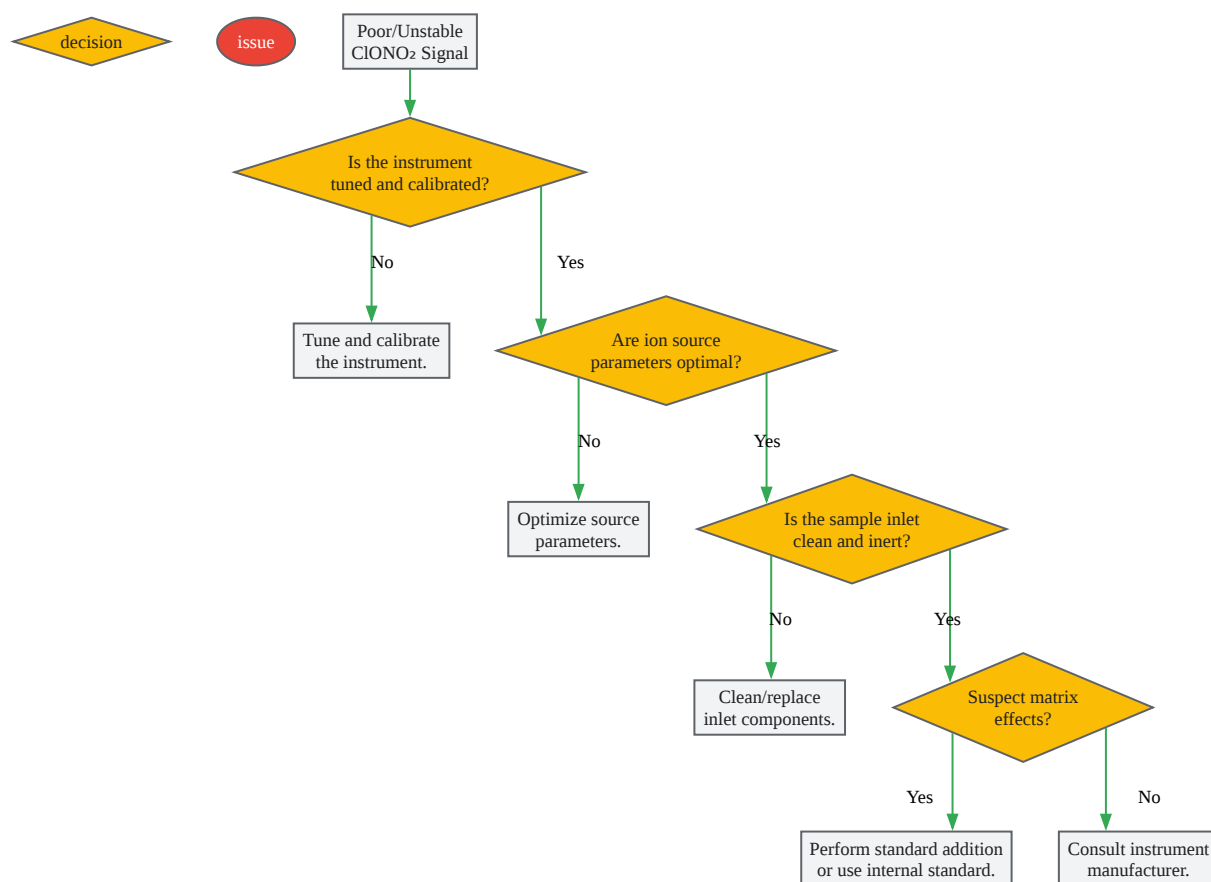 decision
issue
Poor/Unstable
ClONO₂ Signal
Is the instrument
tuned and calibrated?
No
Yes
Tune and calibrate
the instrument.
Are ion source
parameters optimal?
No
Yes
Optimize source
parameters.
Is the sample inlet
clean and inert?
No
Yes
Clean/replace
inlet components.
Suspect matrix
effects?
Yes
No
Perform standard addition
or use internal standard.
Consult instrument
manufacturer.